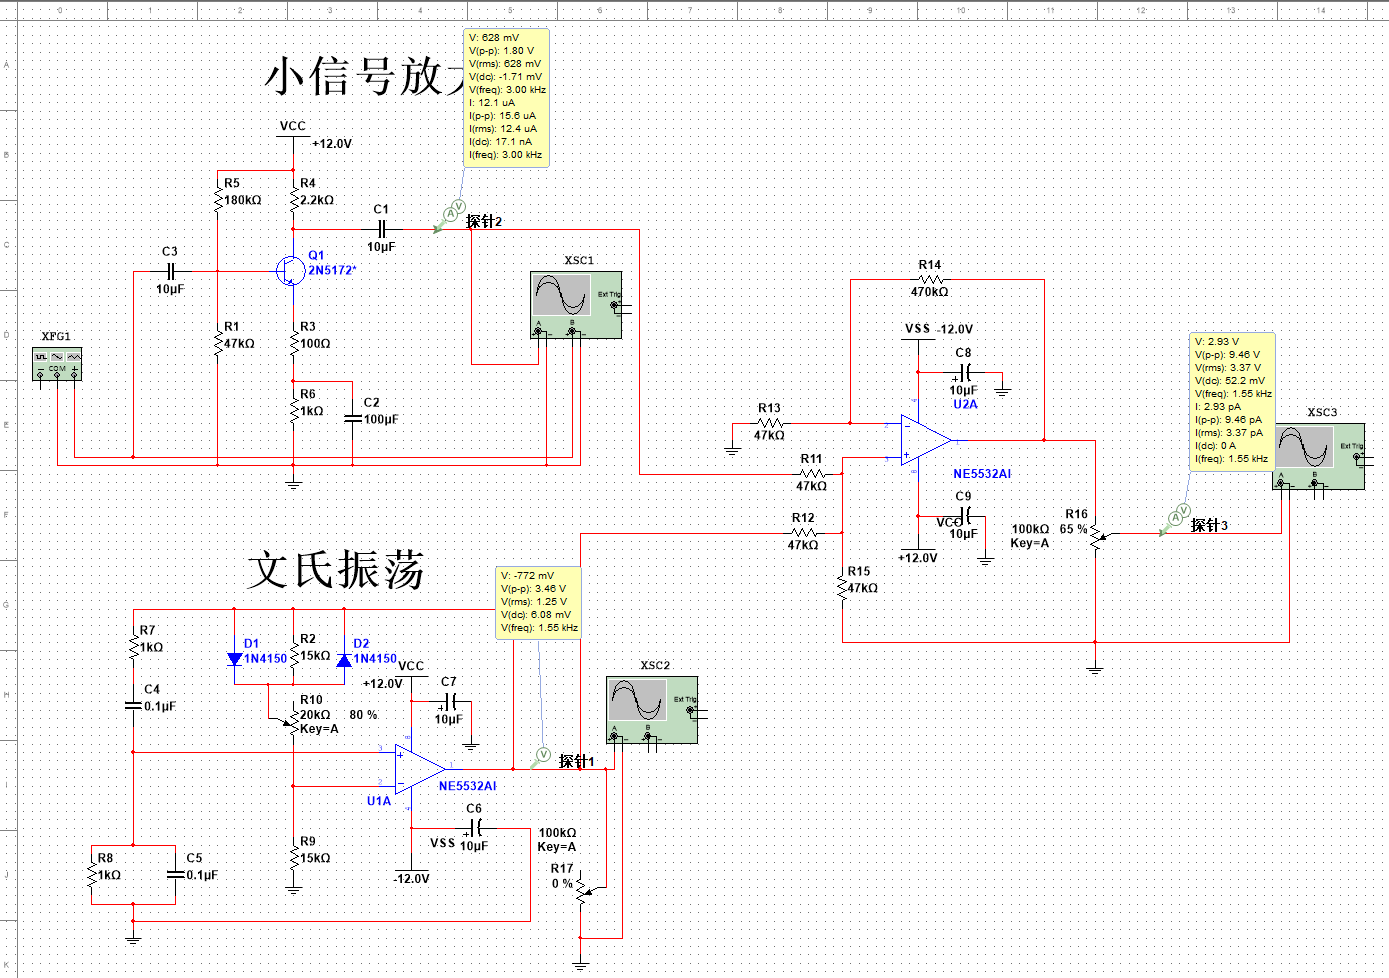 0 1 2 3 4 5 6 7 8 9 10 11 12 13 14
A
B
C
D
E
F
G
H
I
J
K
小信号放
V: 628 mV
V(p-p): 1.80 V
V(rms): 628 mV
V(dc): -1.71 mV
V(freq): 3.00 kHz
I: 12.1 uA
I(p-p): 15.6 uA
I(rms): 12.4 uA
I(dc): 17.1 nA
I(freq): 3.00 kHz
VCC
+12.0V
R5
180kΩ
R4
2.2kΩ
C1
10µF
A V
探针2
C3
10µF
Q1
2N5172*
XSC1
Ext Trig
A B
R1
47kΩ
R3
100Ω
XFG1
COM
R6
1kΩ
C2
100µF
R14
470kΩ
VSS -12.0V
C8
10µF
U2A
R13
47kΩ
2
3
4
8
1
R11
47kΩ
NE5532AI
C9
10µF
VCC
+12.0V
R12
47kΩ
R15
47kΩ
V: 2.93 V
V(p-p): 9.46 V
V(rms): 3.37 V
V(dc): 52.2 mV
V(freq): 1.55 kHz
I: 2.93 pA
I(p-p): 9.46 pA
I(rms): 3.37 pA
I(dc): 0 A
I(freq): 1.55 kHz
XSC3
Ext Trig
A B
R16
65 %
100kΩ
Key=A
A V
探针3
文氏振荡
V: -772 mV
V(p-p): 3.46 V
V(rms): 1.25 V
V(dc): 6.08 mV
V(freq): 1.55 kHz
R7
1kΩ
D1
1N4150
R2
15kΩ
D2
1N4150
VCC
+12.0V
C7
10µF
C4
0.1µF
R10
20kΩ
Key=A
80 %
3
2
8
4
1
U1A
NE5532AI
V
探针1
XSC2
Ext Trig
A B
C6
10µF
VSS
-12.0V
R9
15kΩ
R8
1kΩ
C5
0.1µF
100kΩ
Key=A
R17
0 %